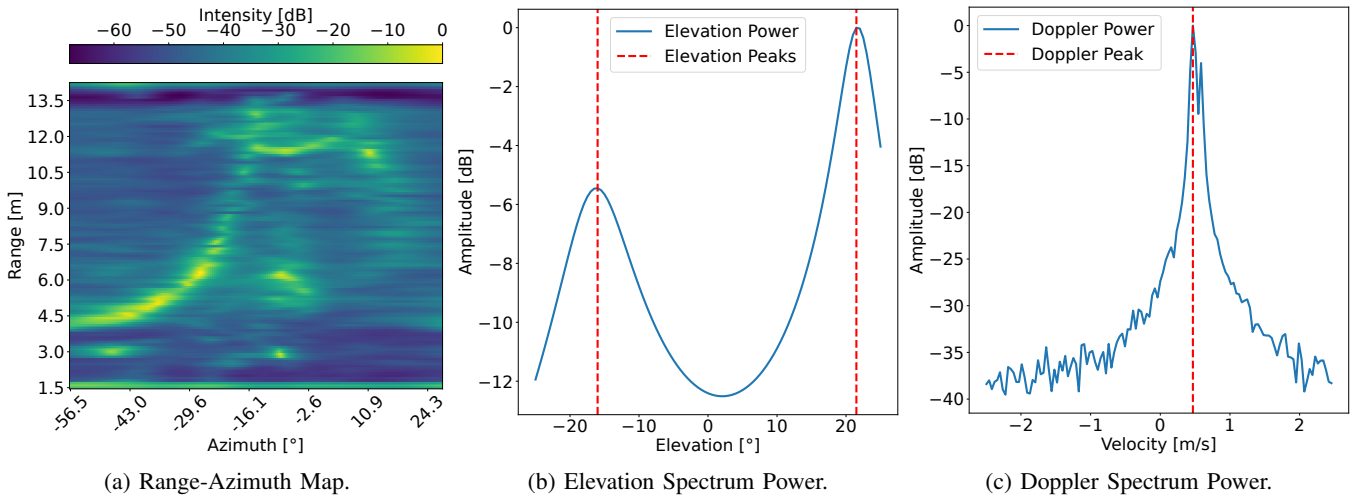 Intensity [dB]
−60 −50 −40 −30 −20 −10 0
Range [m]
13.5
12.0
10.5
9.0
7.5
6.0
4.5
3.0
1.5
-56.5 -43.0 -29.6 -16.1 -2.6 10.9 24.3
Azimuth [°]
(a) Range-Azimuth Map.
Elevation Power
Elevation Peaks
Amplitude [dB]
0
−2
−4
−6
−8
−10
−12
−20 −10 0 10 20
Elevation [°]
(b) Elevation Spectrum Power.
Doppler Power
Doppler Peak
Amplitude [dB]
0
−5
−10
−15
−20
−25
−30
−35
−40
−2 −1 0 1 2
Velocity [m/s]
(c) Doppler Spectrum Power.